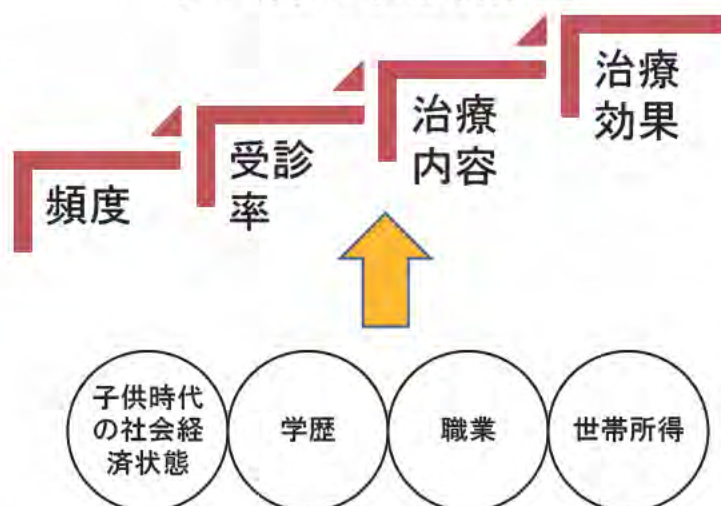 頻度
受診
率
治療
内容
治療
効果
子供時代
の社会経
済状態
学歴
職業
世帯所得